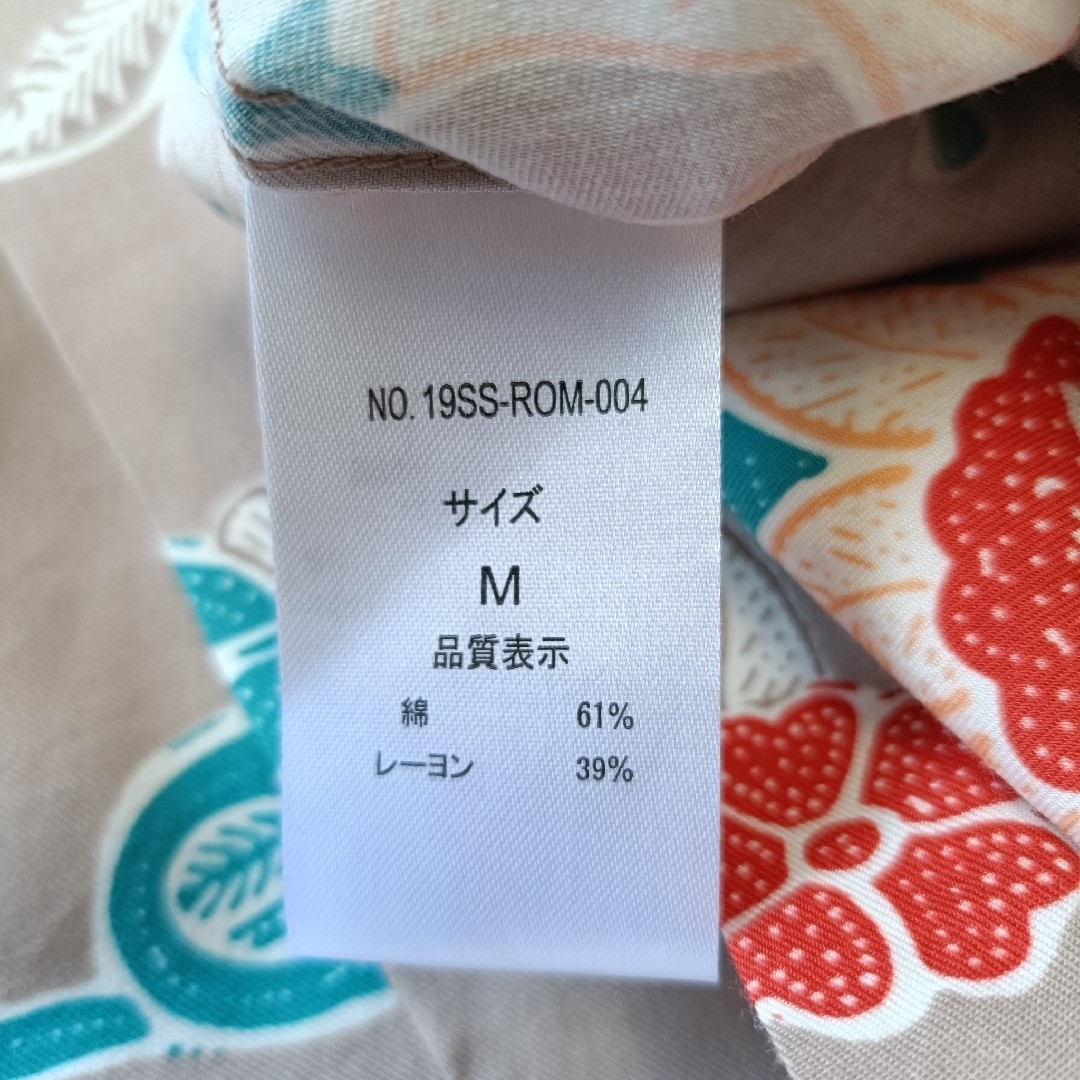 NO. 19SS-ROM-004
サイズ
M
品質表示
綿 61%
レーヨン 39%